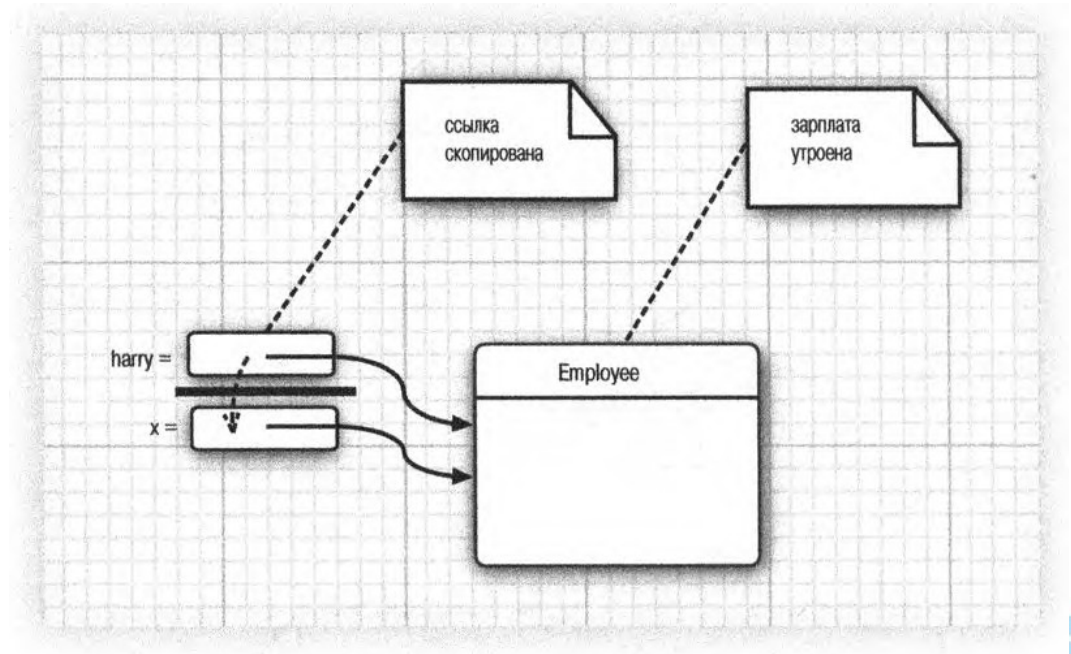 ссылка
скопирована
зарплата
утроена
harry =
x =
Employee